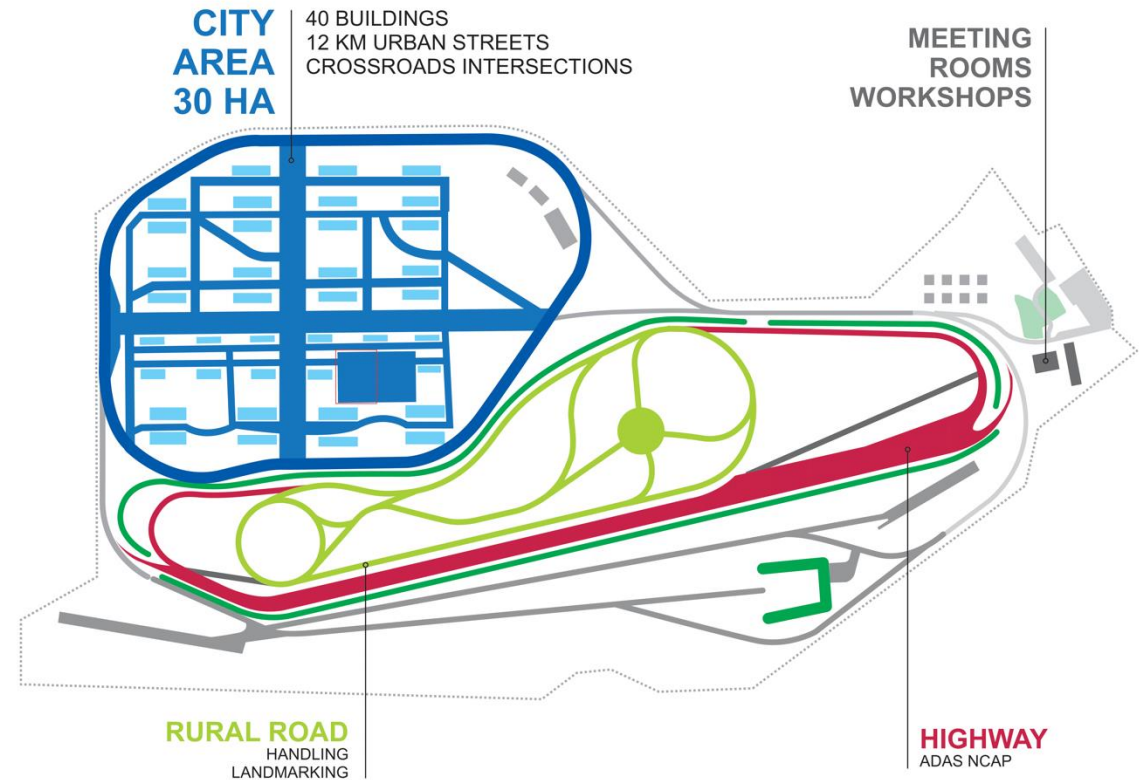 CITY
AREA
30 HA
40 BUILDINGS
12 KM URBAN STREETS
CROSSROADS INTERSECTIONS
MEETING
ROOMS
WORKSHOPS
RURAL ROAD
HANDLING
LANDMARKING
HIGHWAY
ADAS NCAP